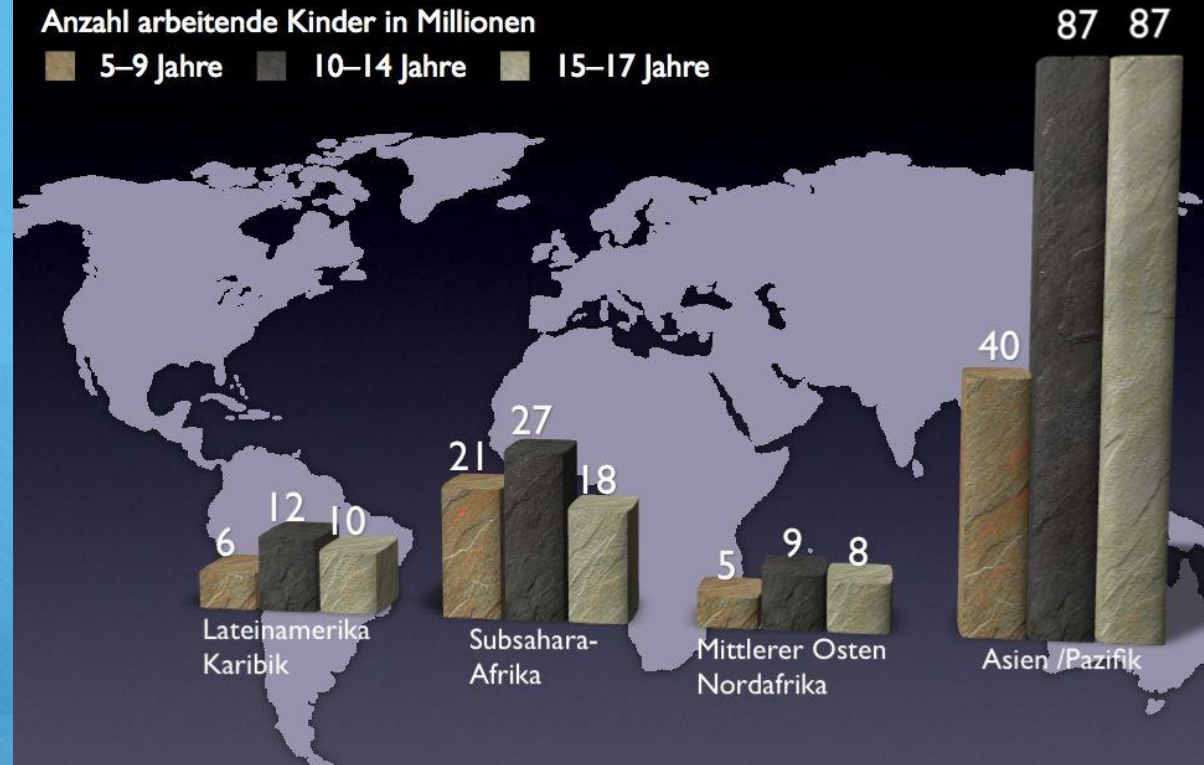 Anzahl arbeitende Kinder in Millionen
5–9 Jahre 10–14 Jahre 15–17 Jahre
87 87
40
21 27 18
6 12 10
5 9 8
Lateinamerika
Karibik
Subsahara-
Afrika
Mittlerer Osten
Nordafrika
Asien /Pazifik